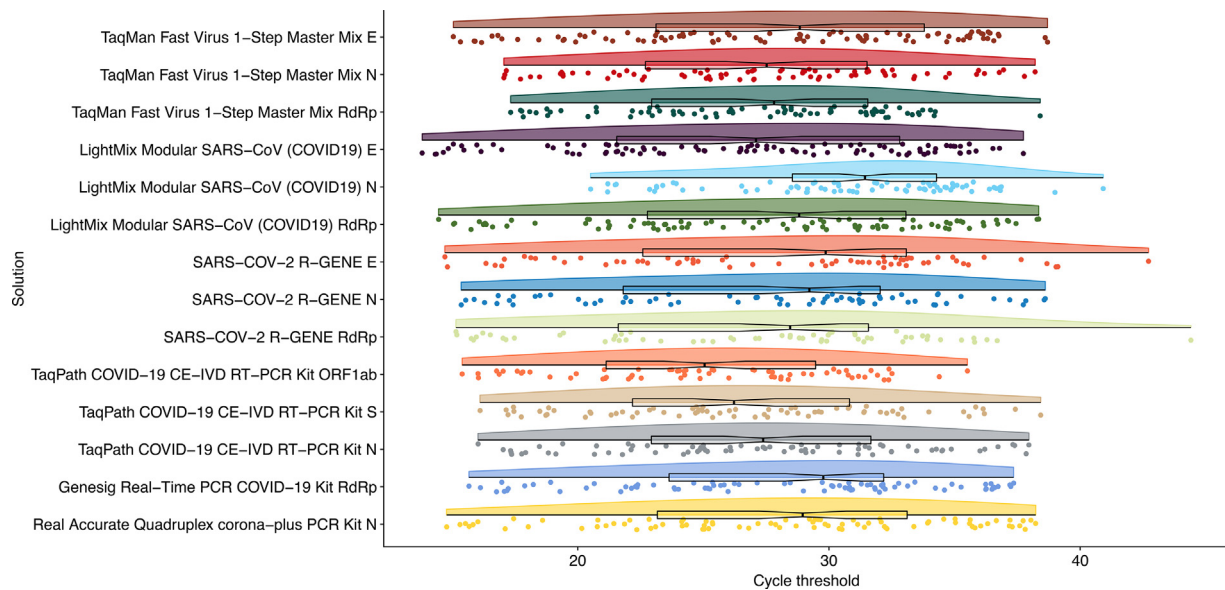 TaqMan Fast Virus 1−Step Master Mix E
TaqMan Fast Virus 1−Step Master Mix N
TaqMan Fast Virus 1−Step Master Mix RdRp
LightMix Modular SARS−CoV (COVID19) E
LightMix Modular SARS−CoV (COVID19) N
LightMix Modular SARS−CoV (COVID19) RdRp
SARS−COV−2 R−GENE E
SARS−COV−2 R−GENE N
SARS−COV−2 R−GENE RdRp
TaqPath COVID−19 CE−IVD RT−PCR Kit ORF1ab
TaqPath COVID−19 CE−IVD RT−PCR Kit S
TaqPath COVID−19 CE−IVD RT−PCR Kit N
Genesig Real−Time PCR COVID−19 Kit RdRp
Real Accurate Quadruplex corona−plus PCR Kit N
Solution
20 30 40
Cycle threshold